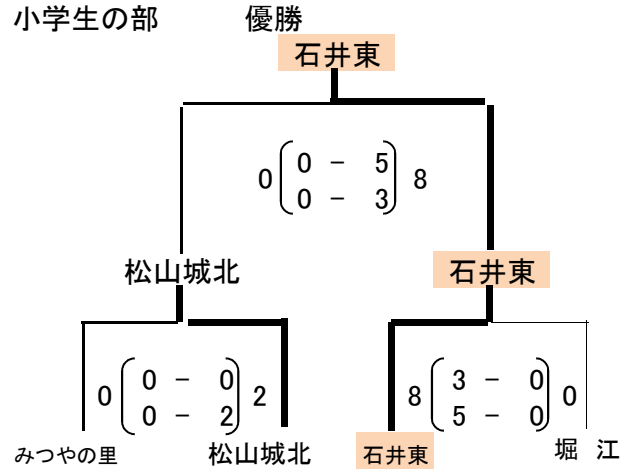 小学生の部 優勝
石井東
0 ( 0 - 5 ) 8
0 - 3
松山城北 石井東
0 ( 0 - 0 ) 2 8 ( 3 - 0 ) 0
0 - 2 5 - 0
みつやの里 松山城北 石井東 堀 江